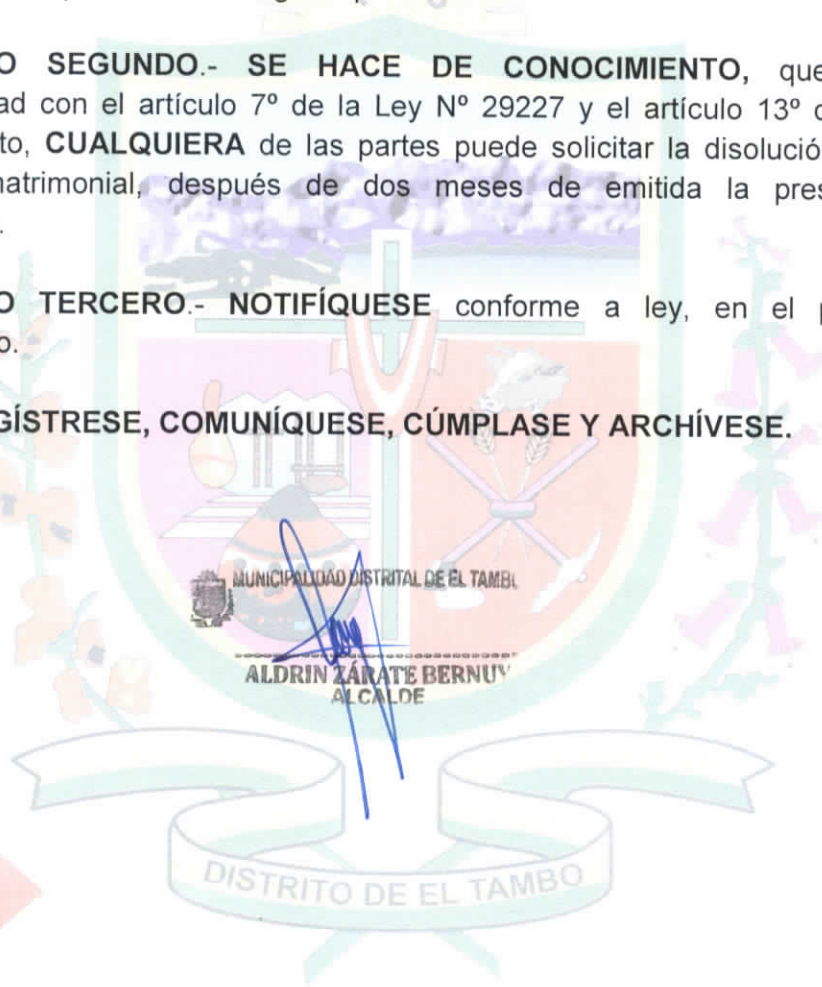 O SEGUNDO.- SE HACE DE CONOCIMIENTO, que
ad con el artículo 7º de la Ley Nº 29227 y el artículo 13º
to, CUALQUIERA de las partes puede solicitar la disolució
matrimonial, después de dos meses de emitida la pres
.
O TERCERO.- NOTIFÍQUESE conforme a ley, en el p
o.
GÍSTRESE, COMUNÍQUESE, CÚMPLASE Y ARCHÍVESE.
MUNICIPALIDAD DISTRITAL DE EL TAMB
ALDRIN ZÁRATE BERNUY
ALCALDE
DISTRITO DE EL TAMBO